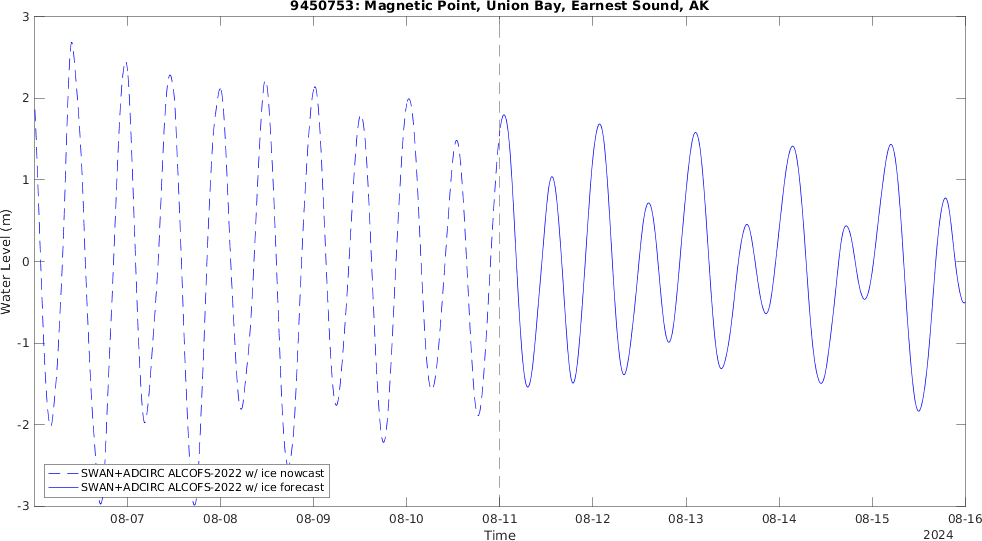 9450753: Magnetic Point, Union Bay, Earnest Sound, AK
3
2
1
0
-1
-2
-3
Water Level (m)
SWAN+ADCIRC ALCOFS-2022 w/ ice nowcast
SWAN+ADCIRC ALCOFS-2022 w/ ice forecast
08-07 08-08 08-09 08-10 08-11 08-12 08-13 08-14 08-15 08-16
Time
2024